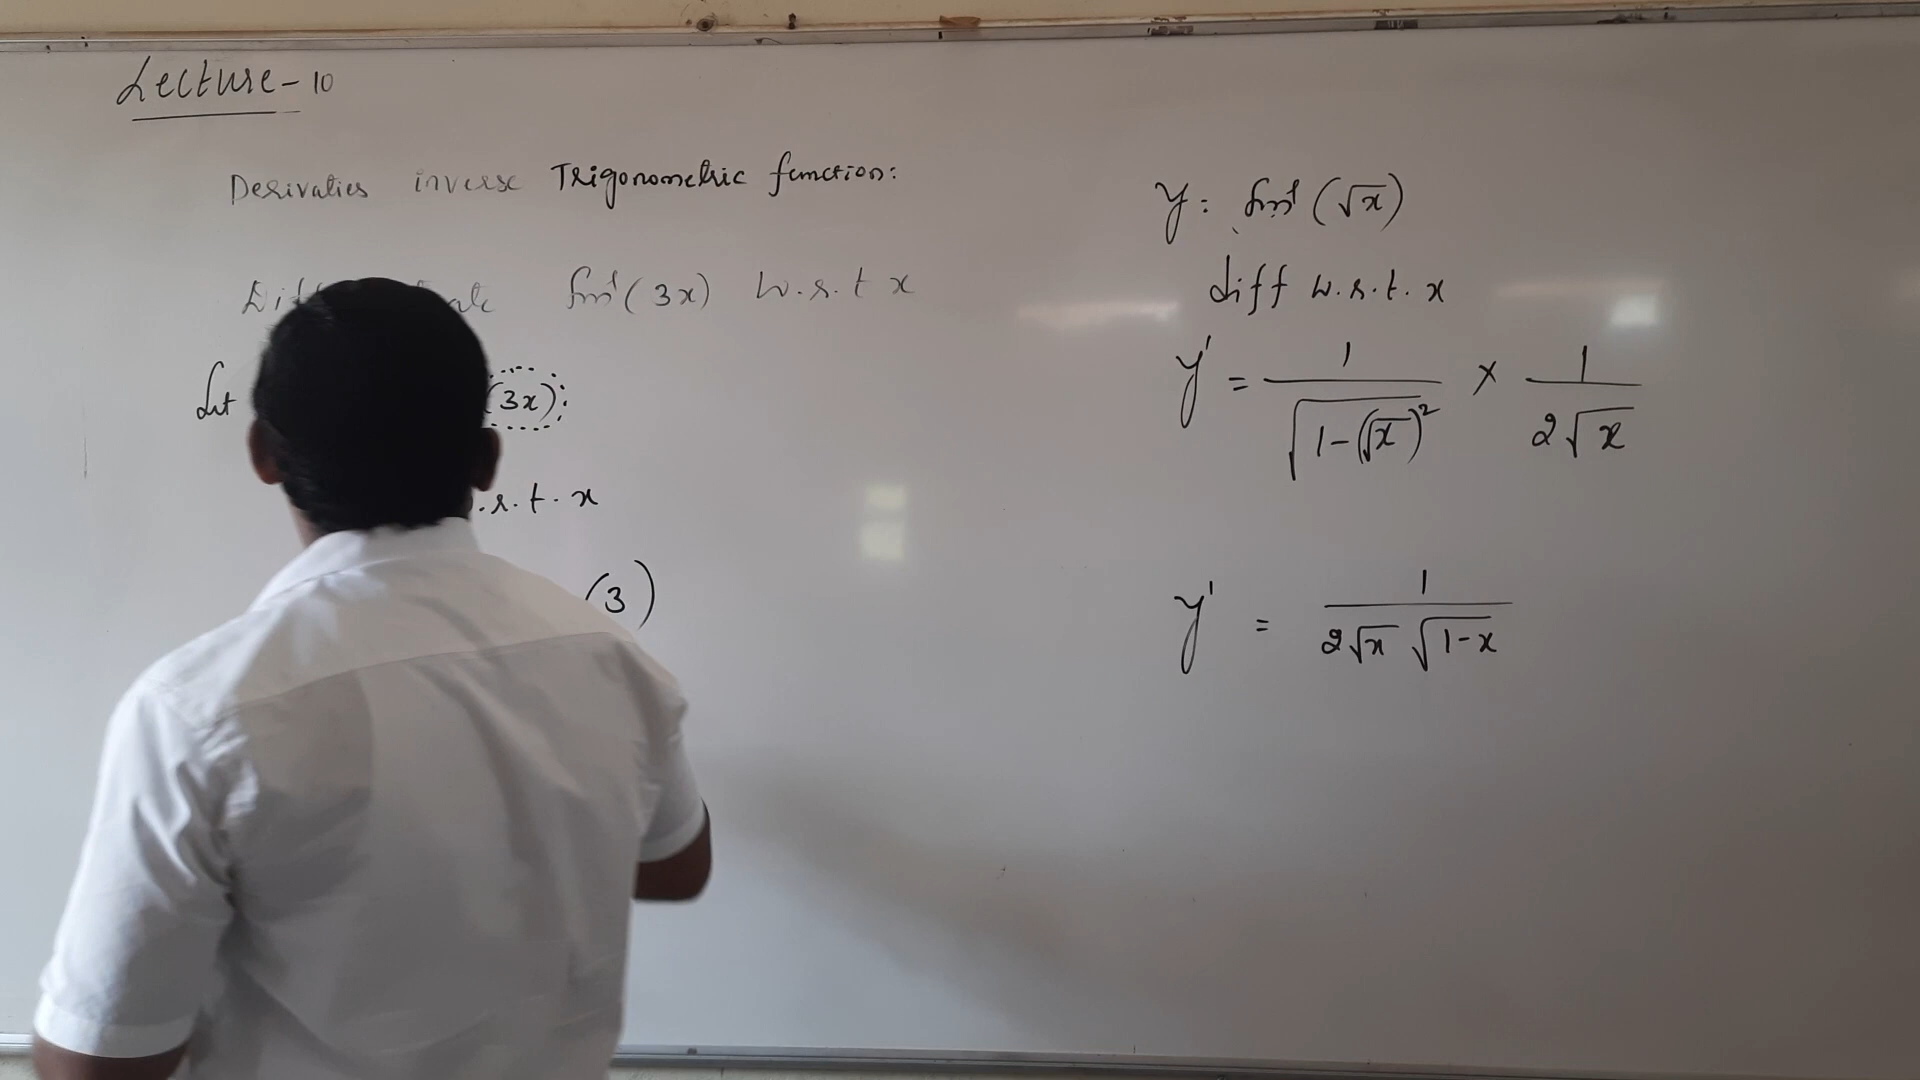 Lecture - 10
Derivaties inverse Trigonometric function:
sin⁻¹(3x) w.r.t x
Let (3x)
.r.t. x
(3)
y = sin⁻¹(√x)
diff w.r.t. x
y' = 1/√(1-(√x)²) × 1/(2√x)
y' = 1/(2√x √(1-x))